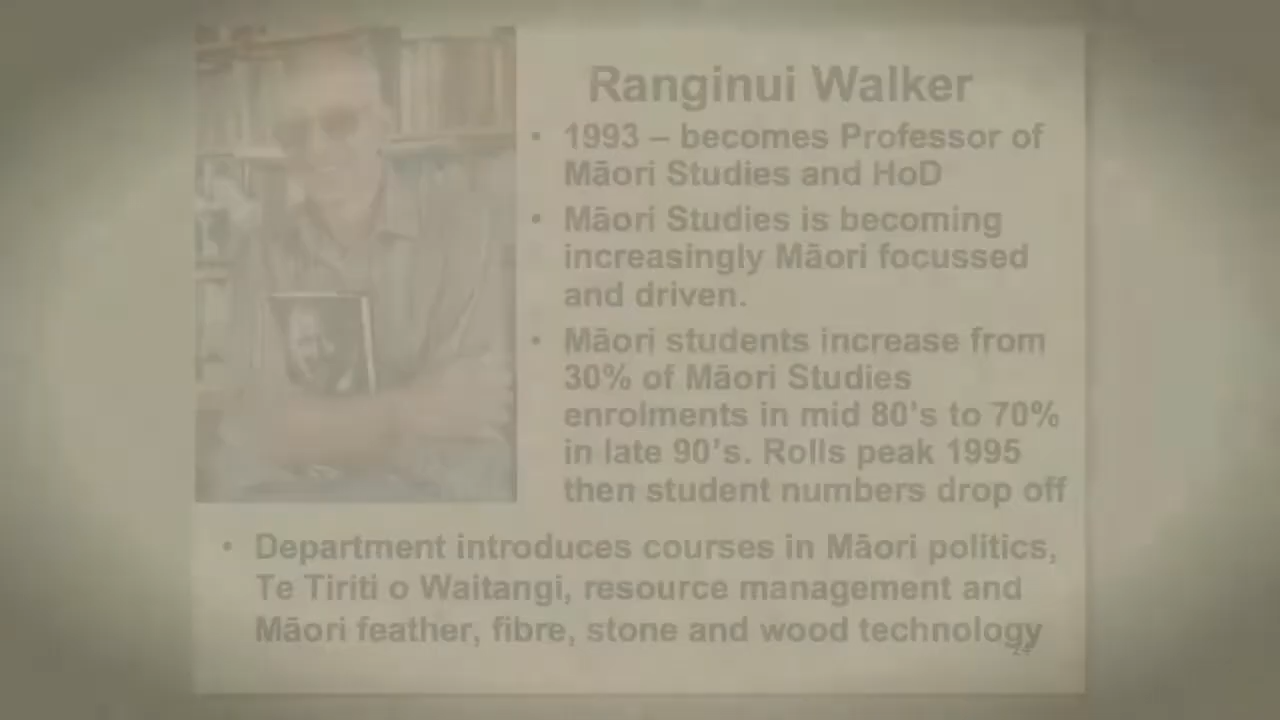 Ranginui Walker
• 1993 – becomes Professor of
Māori Studies and HoD
• Māori Studies is becoming
increasingly Māori focussed
and driven.
• Māori students increase from
30% of Māori Studies
enrolments in mid 80's to 70%
in late 90's. Rolls peak 1995
then student numbers drop off
• Department introduces courses in Māori politics,
Te Tiriti o Waitangi, resource management and
Māori feather, fibre, stone and wood technology